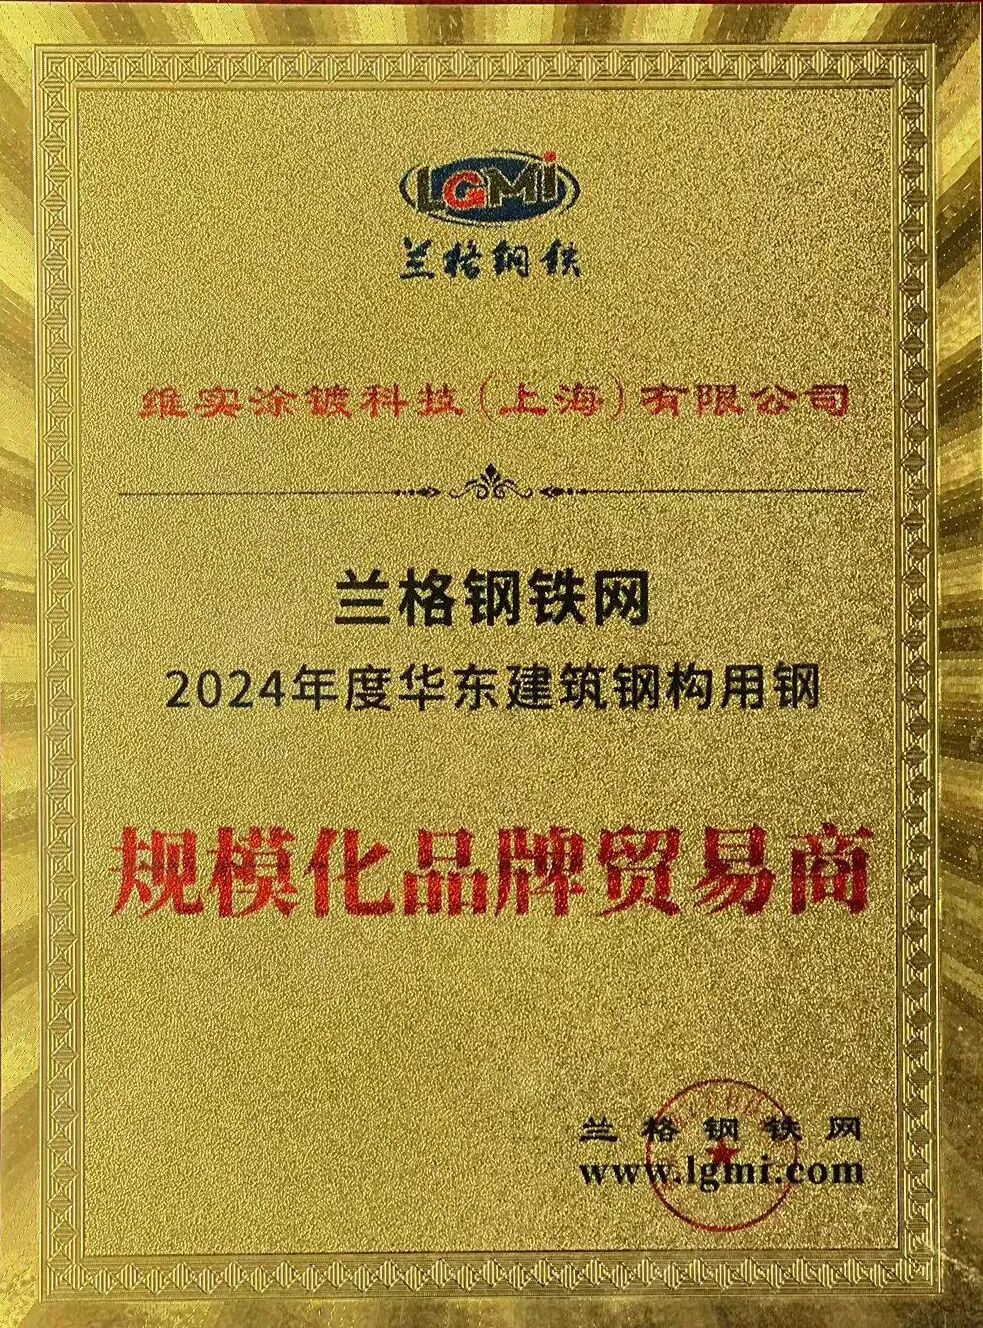 LGMi
兰格钢铁
维实涂镀科技(上海)有限公司
兰格钢铁网
2024年度华东建筑钢构用钢
规模化品牌贸易商
兰格钢铁网
www.lgmi.com